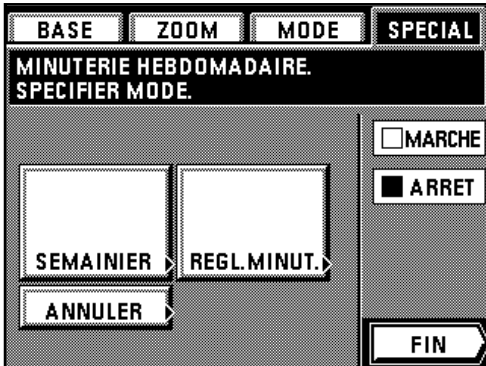 BASE ZOOM MODE SPECIAL
MINUTERIE HEBDOMADAIRE.
SPECIFIER MODE.
MARCHE
ARRET
SEMAINIER REGL.MINUT.
ANNULER
FIN